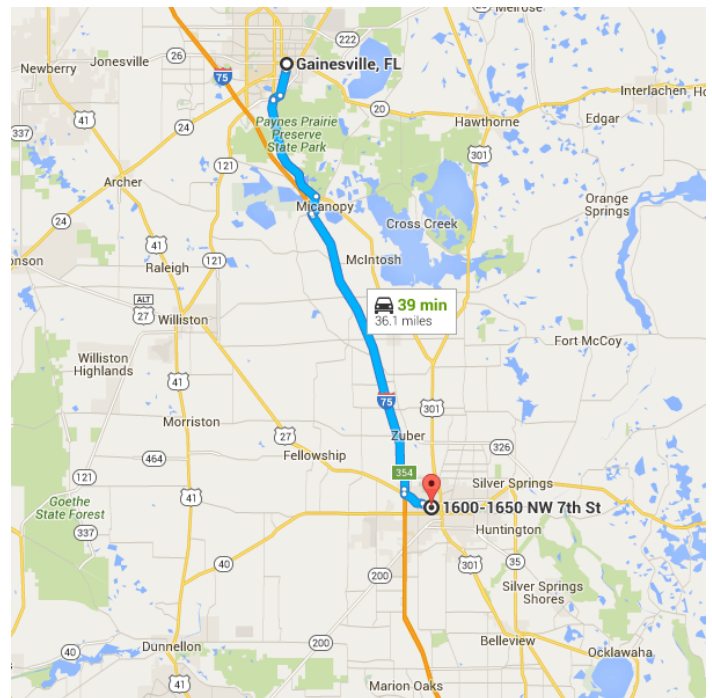 Melrose
222
Jonesville
26
Gainesville, FL
Newberry
75
Interlachen
41
20
Paynes Prairie
Preserve
State Park
Hawthorne
Edgar
337
24
121
301
Archer
Micanopy
Orange
Springs
24
Cross Creek
41
121
McIntosh
onson
Raleigh
ALT
27
39 min
36.1 miles
Williston
Fort McCoy
Williston
Highlands
41
75
301
Morriston
27
Zuber
326
464
Fellowship
354
121
41
Silver Springs
Goethe
State Forest
1600-1650 NW 7th St
337
Huntington
40
200
301
35
Silver Springs
Shores
40
200
Belleview
Dunnellon
Ocklawaha
41
Marion Oaks